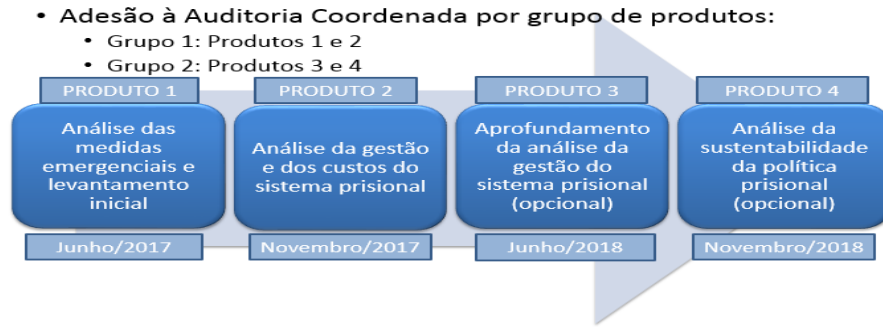 • Adesão à Auditoria Coordenada por grupo de produtos:
• Grupo 1: Produtos 1 e 2
• Grupo 2: Produtos 3 e 4
PRODUTO 1
Análise das
medidas
emergenciais e
levantamento
inicial
Junho/2017
PRODUTO 2
Análise da gestão
e dos custos do
sistema prisional
Novembro/2017
PRODUTO 3
Aprofundamento
da análise da
gestão do
sistema prisional
(opcional)
Junho/2018
PRODUTO 4
Análise da
sustentabilidade
da política
prisional
(opcional)
Novembro/2018